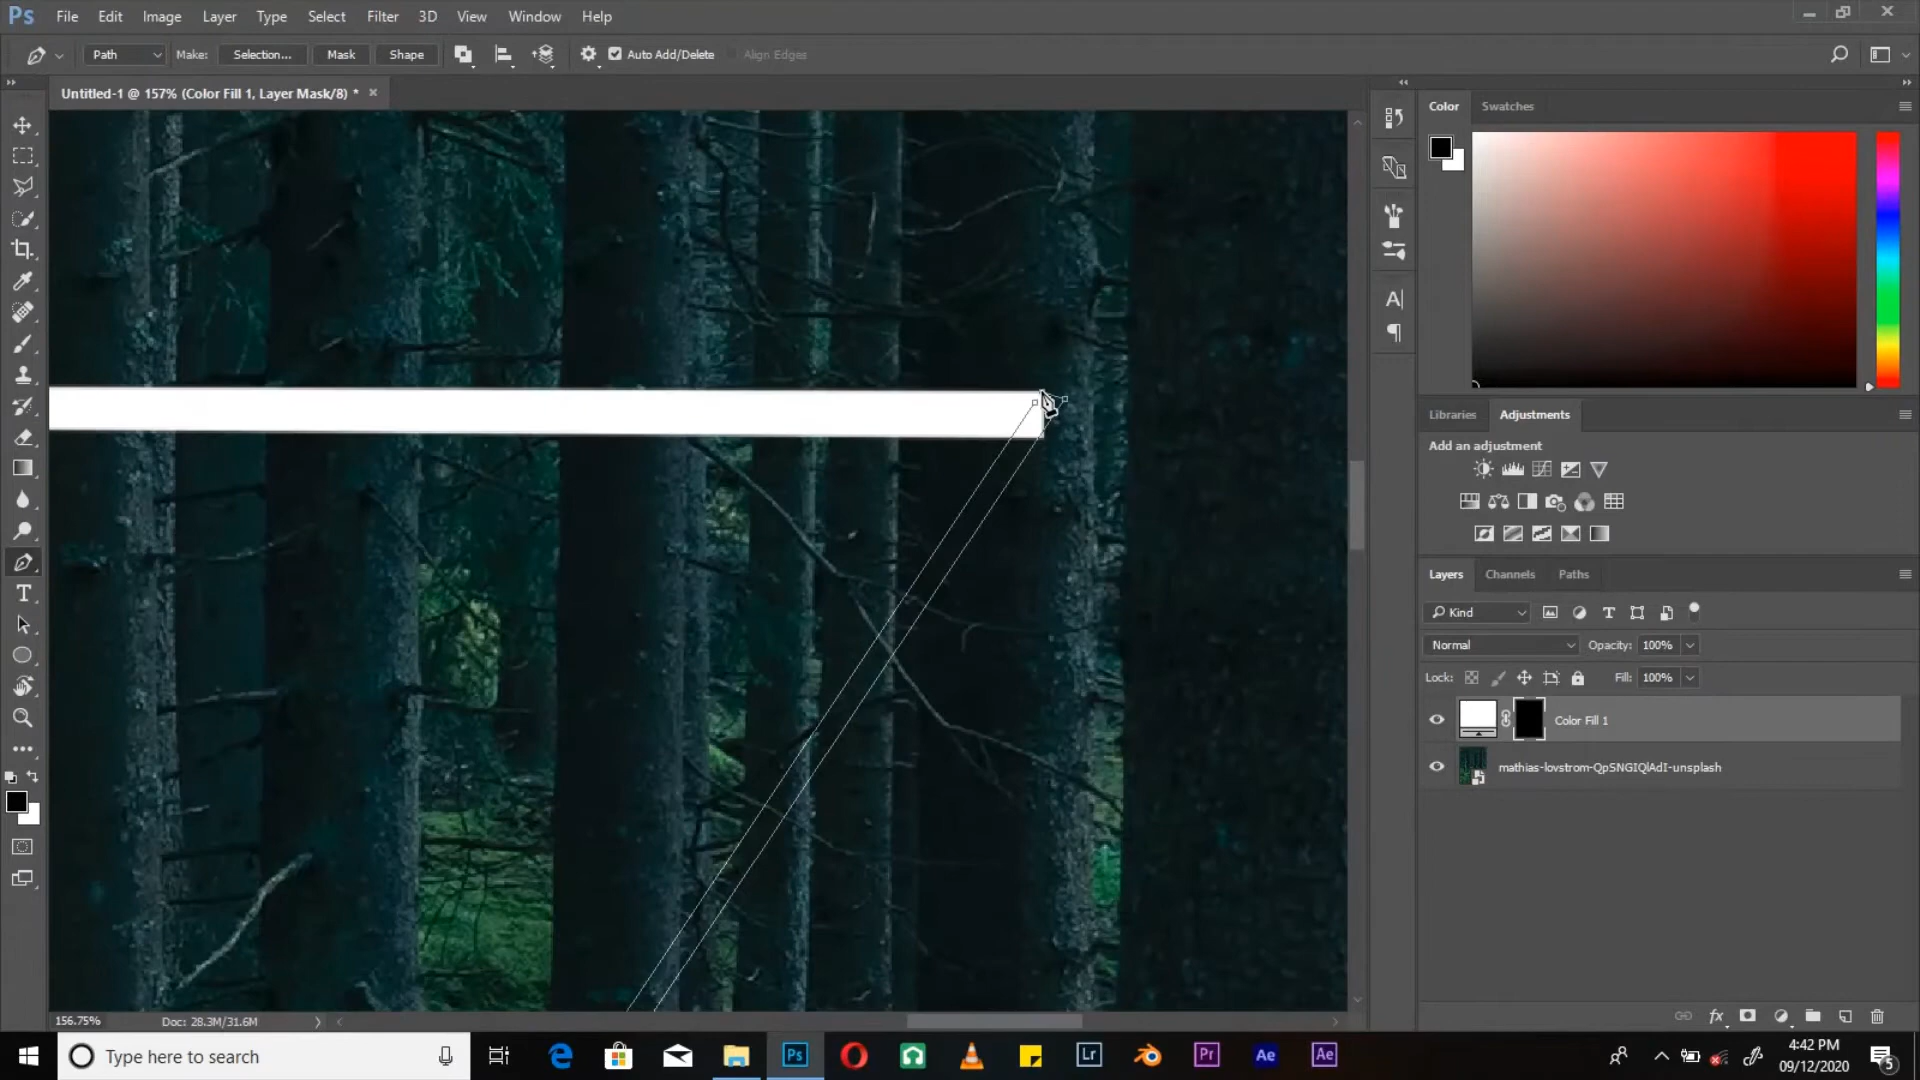 Ps File Edit Image Layer Type Select Filter 3D View Window Help
Path Make: Selection... Mask Shape Auto Add/Delete Align Edges
Untitled-1 @ 157% (Color Fill 1, Layer Mask/8) *
Color Swatches
Libraries Adjustments
Add an adjustment
Layers Channels Paths
Kind
Normal Opacity: 100%
Lock: Fill: 100%
Color Fill 1
mathias-lovstrom-QpSNGIQlAdI-unsplash
fx
156.75% Doc: 28.3M/31.6M
Type here to search
Ps Lr Pr Ae Ae
4:42 PM
09/12/2020
5